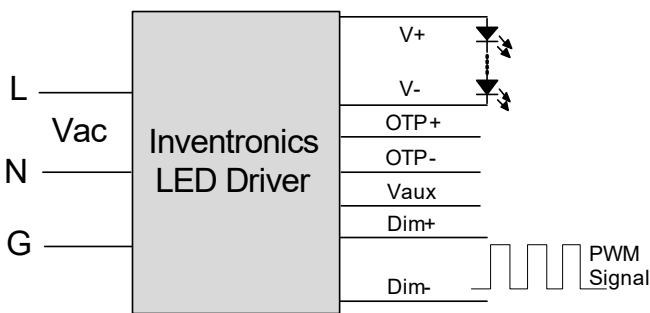 L
Vac
N
G
Inventronics
LED Driver
V+
V-
OTP+
OTP-
Vaux
Dim+
Dim-
PWM
Signal